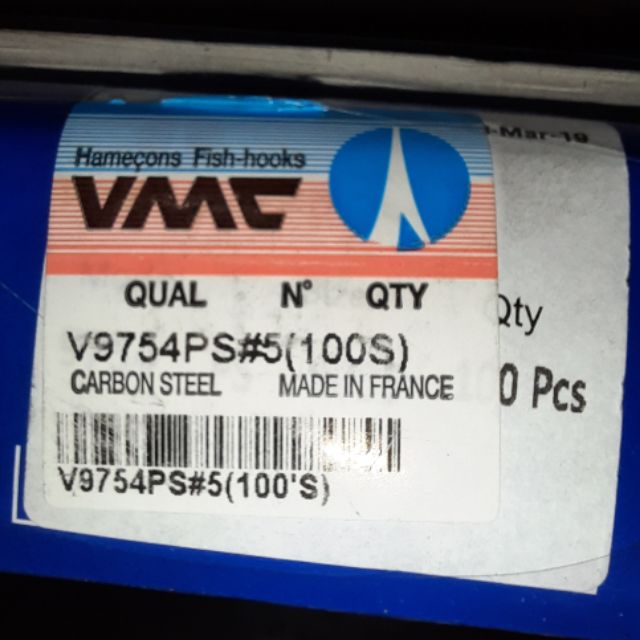 Hameçons Fish-hooks
VMC
QUAL N° QTY
V9754PS#5(100S)
CARBON STEEL MADE IN FRANCE
V9754PS#5(100'S)
-Mar-19
Qty
0 Pcs